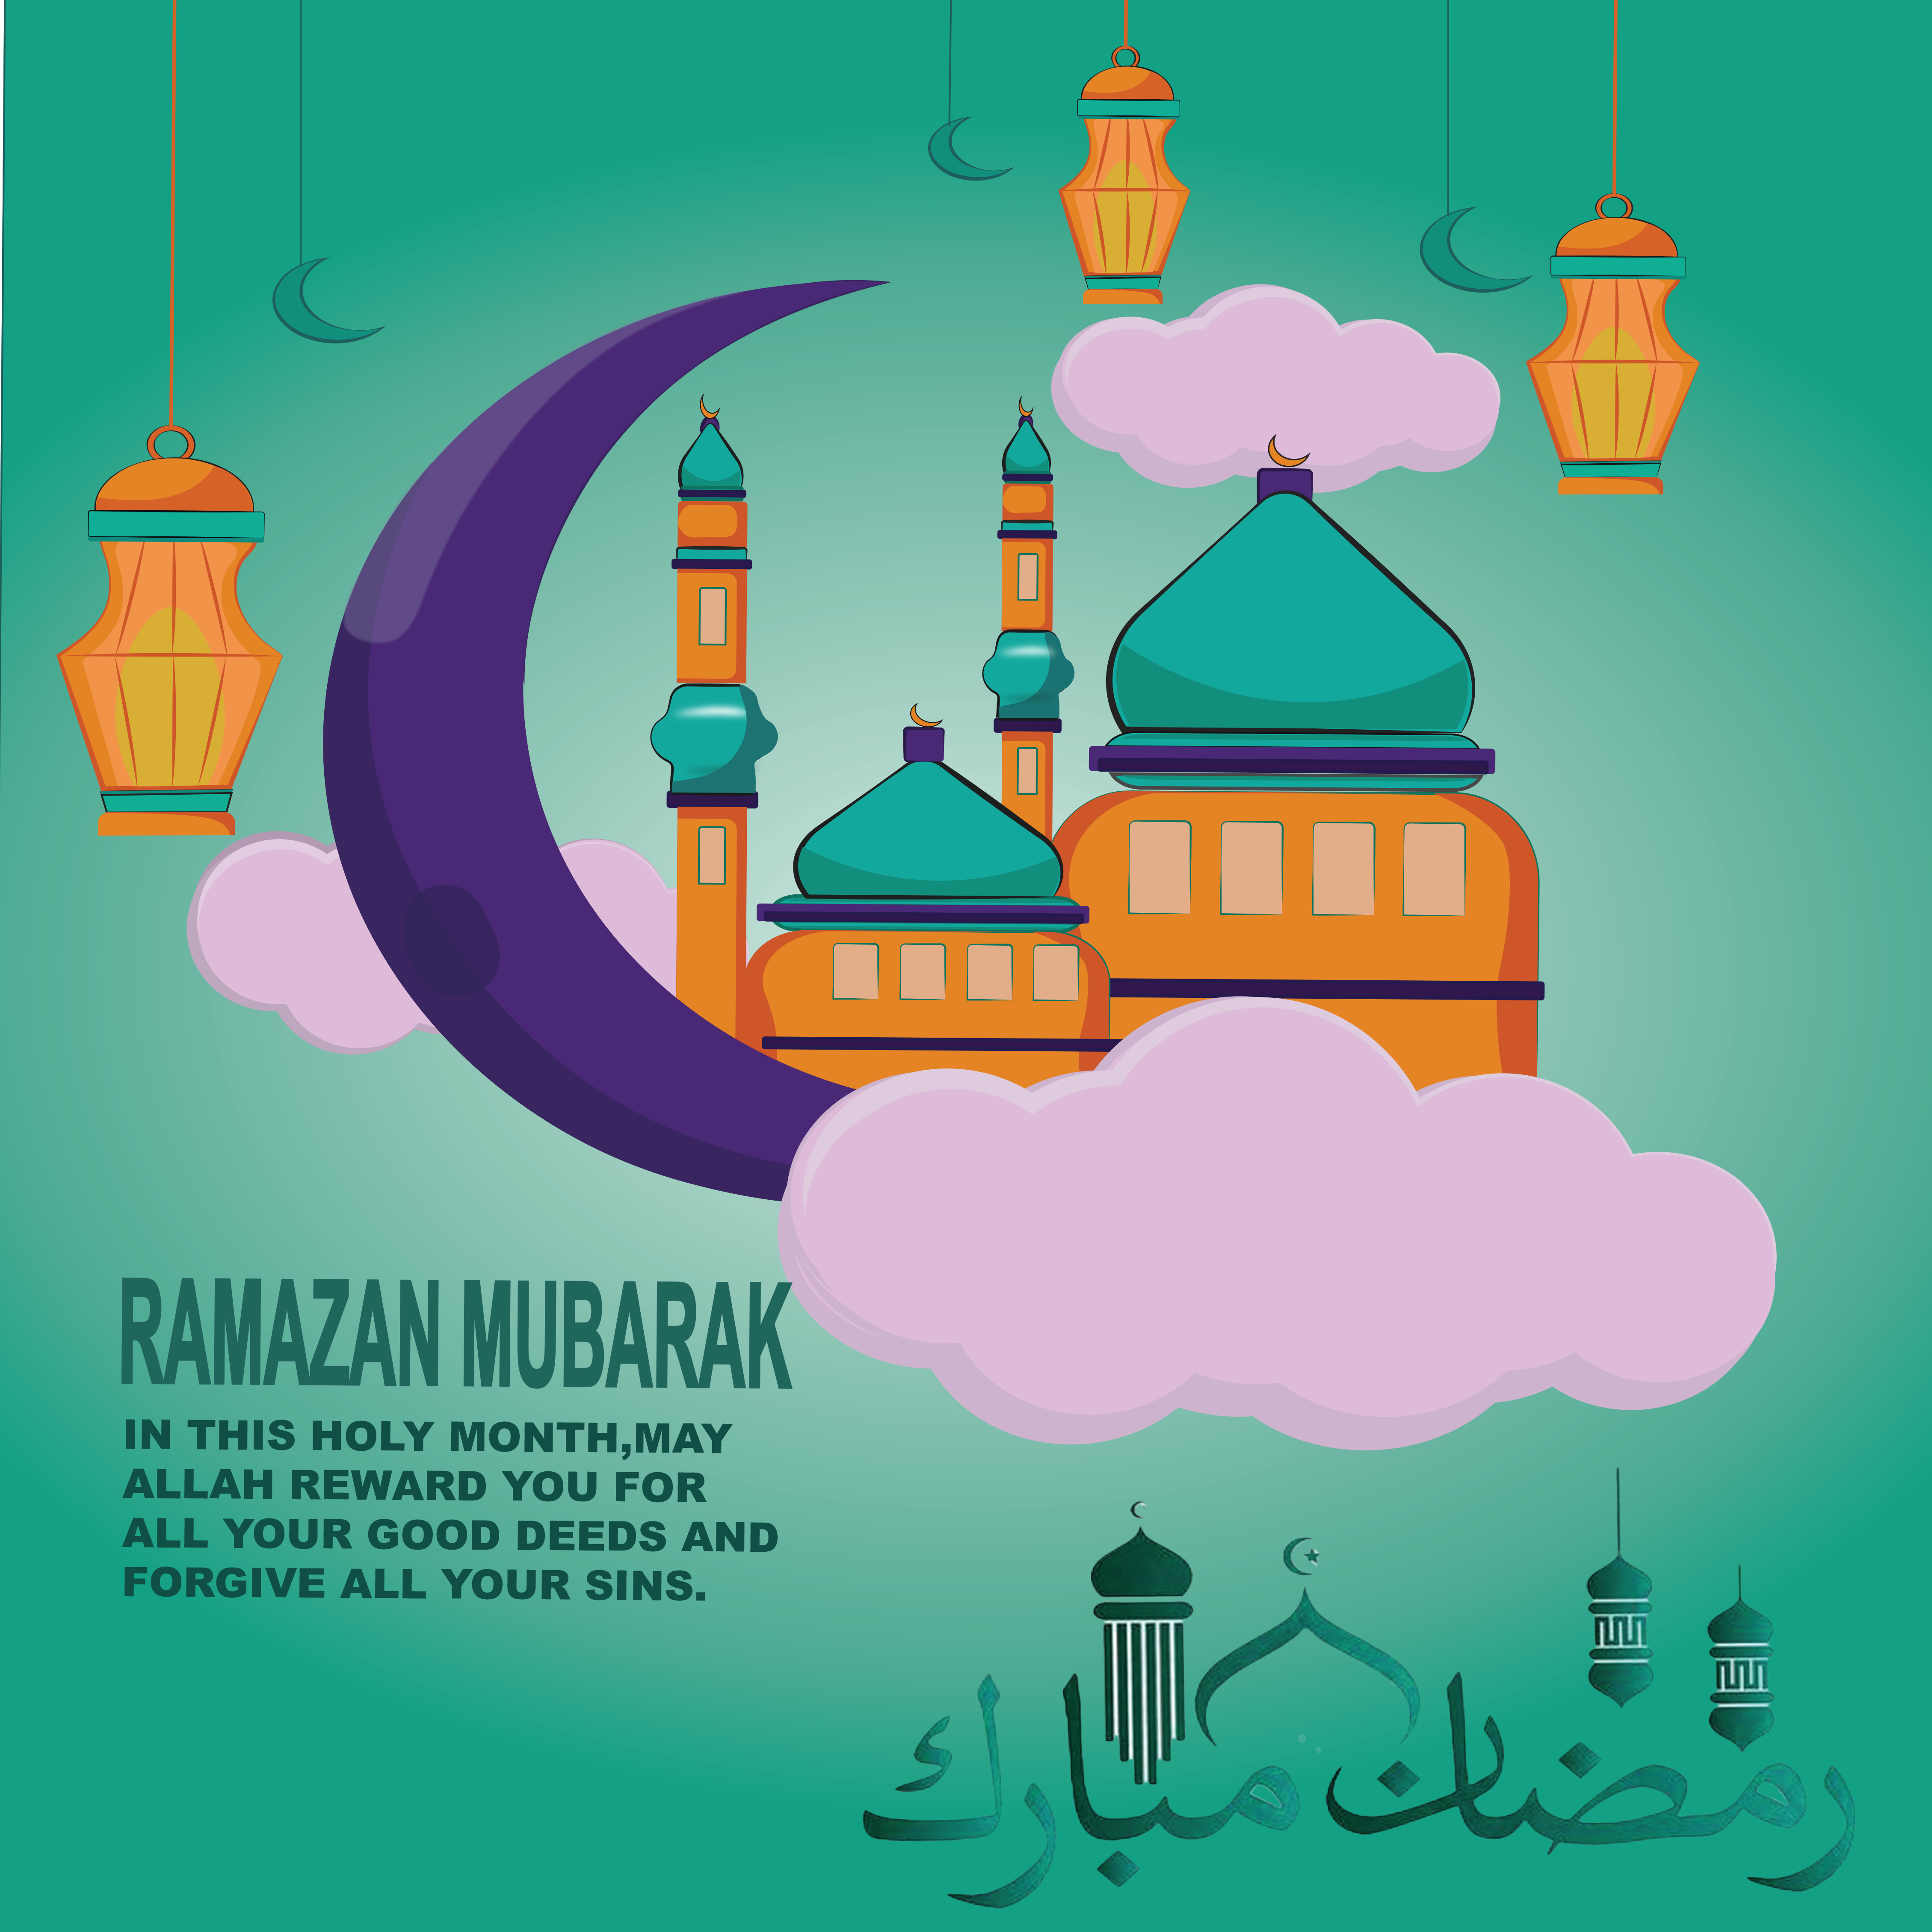 RAMAZAN MUBARAK
IN THIS HOLY MONTH,MAY
ALLAH REWARD YOU FOR
ALL YOUR GOOD DEEDS AND
FORGIVE ALL YOUR SINS.
رمضان مبارك